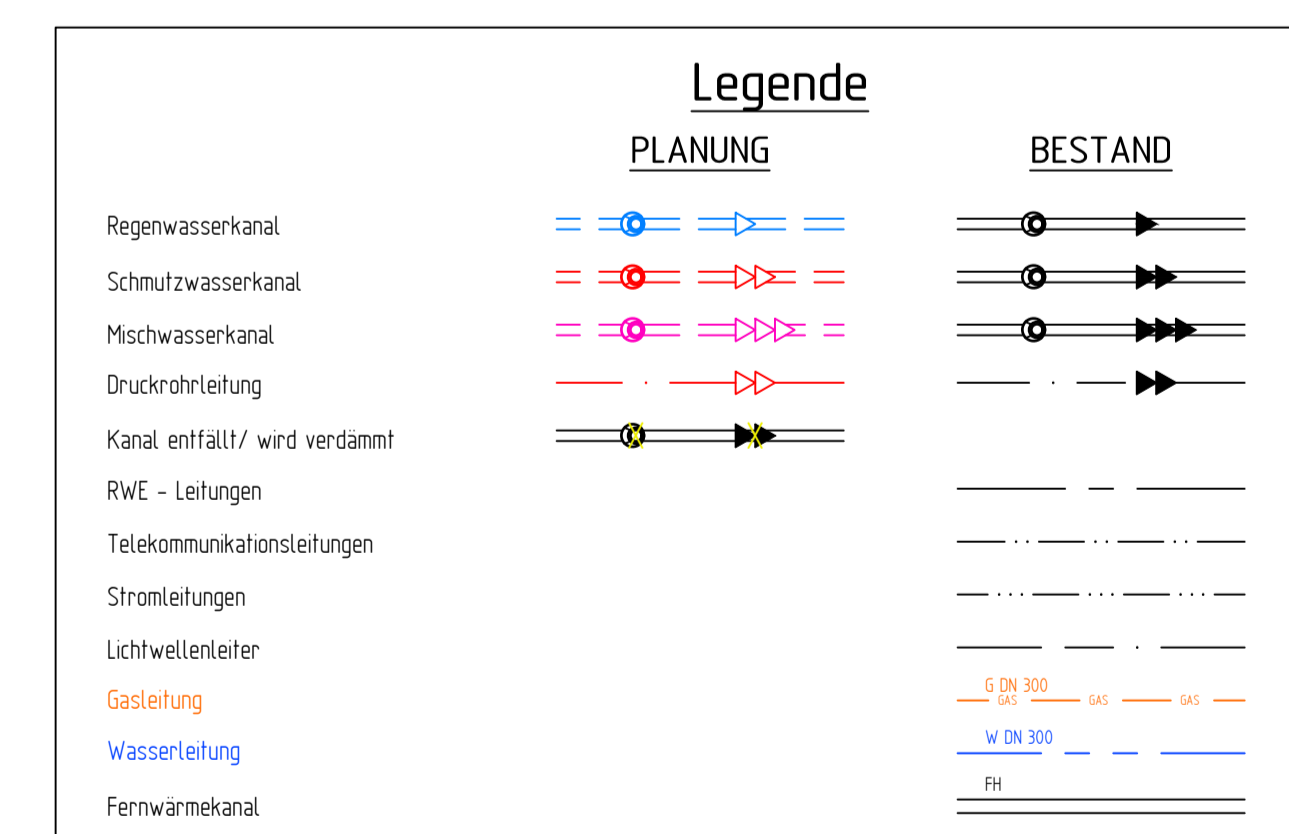 Legende
PLANUNG BESTAND
Regenwasserkanal
Schmutzwasserkanal
Mischwasserkanal
Druckrohrleitung
Kanal entfällt/ wird verdämmt
RWE - Leitungen
Telekommunikationsleitungen
Stromleitungen
Lichtwellenleiter
G DN 300
Gasleitung GAS GAS GAS
W DN 300
Wasserleitung
FH
Fernwärmekanal